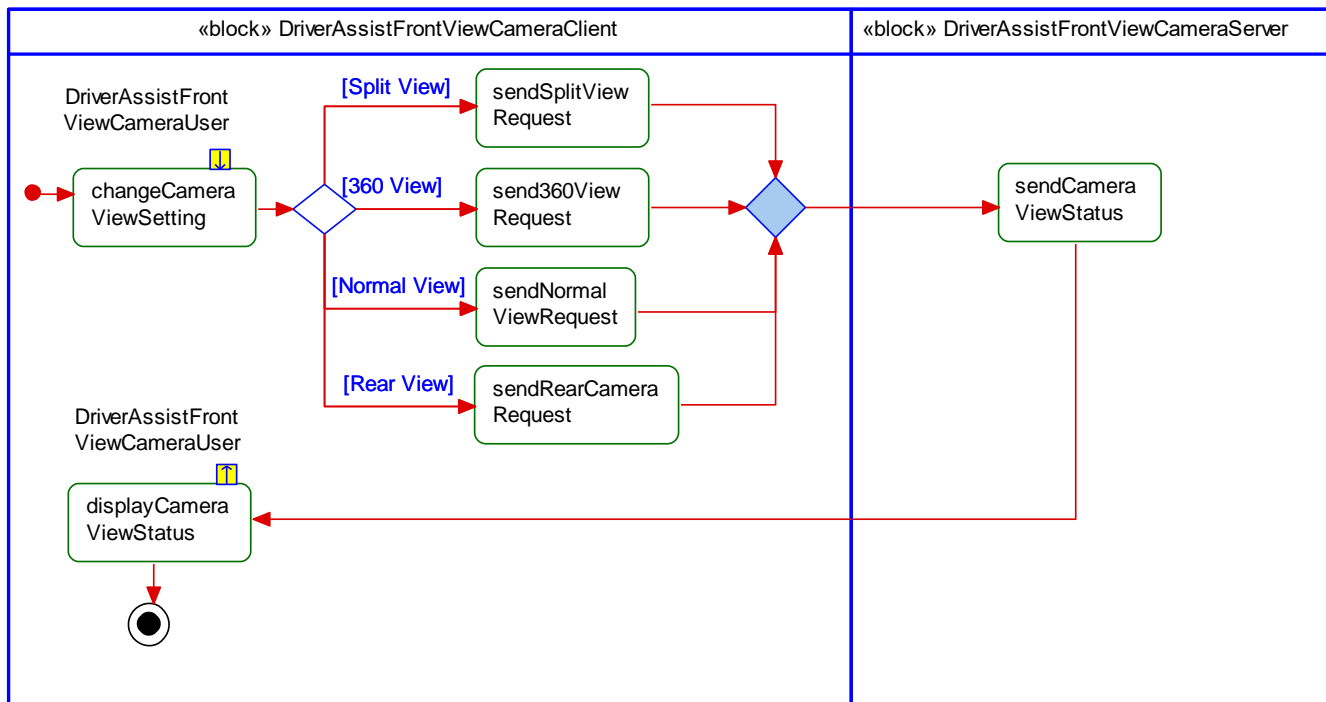 «block» DriverAssistFrontViewCameraClient
«block» DriverAssistFrontViewCameraServer
DriverAssistFront
ViewCameraUser
changeCamera
ViewSetting
[Split View]
sendSplitView
Request
[360 View]
send360View
Request
[Normal View]
sendNormal
ViewRequest
[Rear View]
sendRearCamera
Request
sendCamera
ViewStatus
DriverAssistFront
ViewCameraUser
displayCamera
ViewStatus